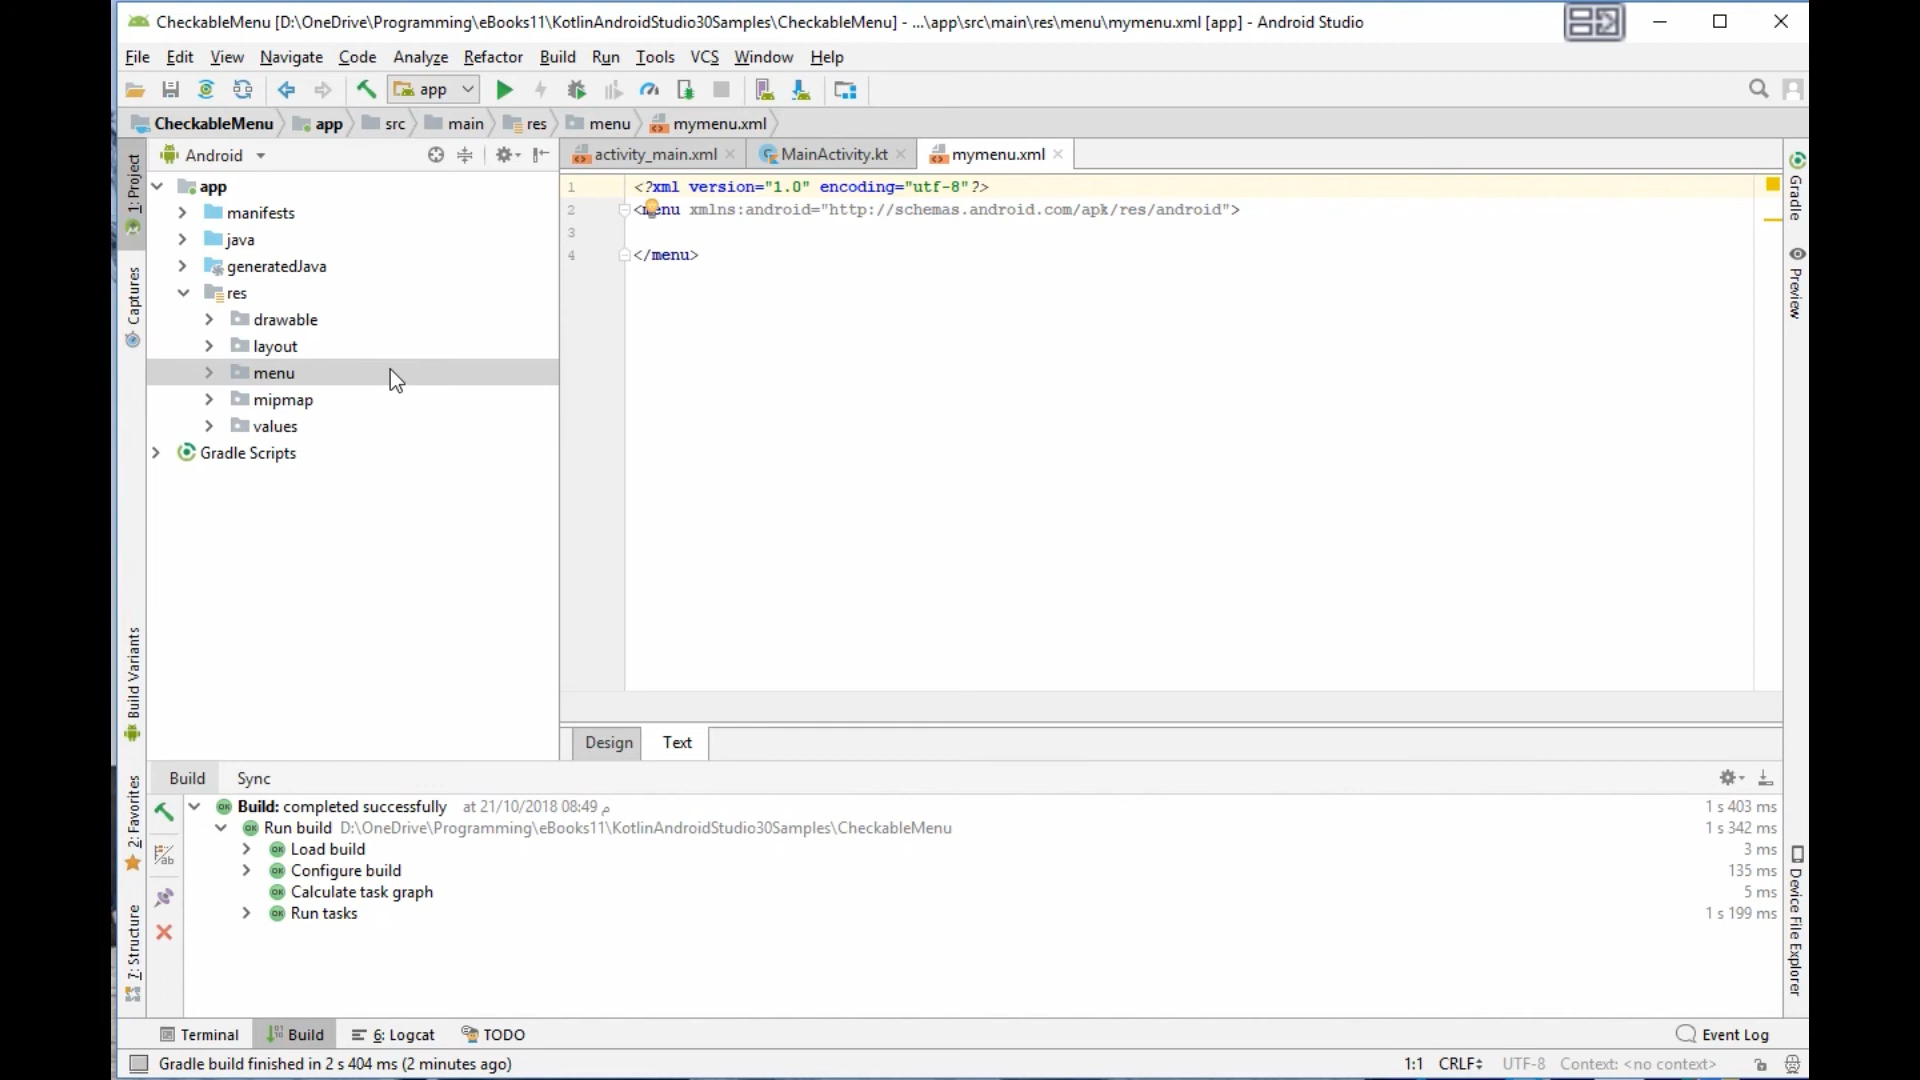 CheckableMenu [D:\OneDrive\Programming\eBooks11\KotlinAndroidStudio30Samples\CheckableMenu] - ...\app\src\main\res\menu\mymenu.xml [app] - Android Studio
File Edit View Navigate Code Analyze Refactor Build Run Tools VCS Window Help
app
CheckableMenu app src main res menu mymenu.xml
1: Project
Captures
Build Variants
2: Favorites
7: Structure
Android
app
manifests
java
generatedJava
res
drawable
layout
menu
mipmap
values
Gradle Scripts
activity_main.xml MainActivity.kt mymenu.xml
1 <?xml version="1.0" encoding="utf-8"?>
2 <menu xmlns:android="http://schemas.android.com/apk/res/android">
3
4 </menu>
Design Text
Gradle
Preview
Device File Explorer
Build Sync
Build: completed successfully at 21/10/2018 08:49 م 1 s 403 ms
Run build D:\OneDrive\Programming\eBooks11\KotlinAndroidStudio30Samples\CheckableMenu 1 s 342 ms
Load build 3 ms
Configure build 135 ms
Calculate task graph 5 ms
Run tasks 1 s 199 ms
Terminal Build 6: Logcat TODO Event Log
Gradle build finished in 2 s 404 ms (2 minutes ago) 1:1 CRLF UTF-8 Context: <no context>